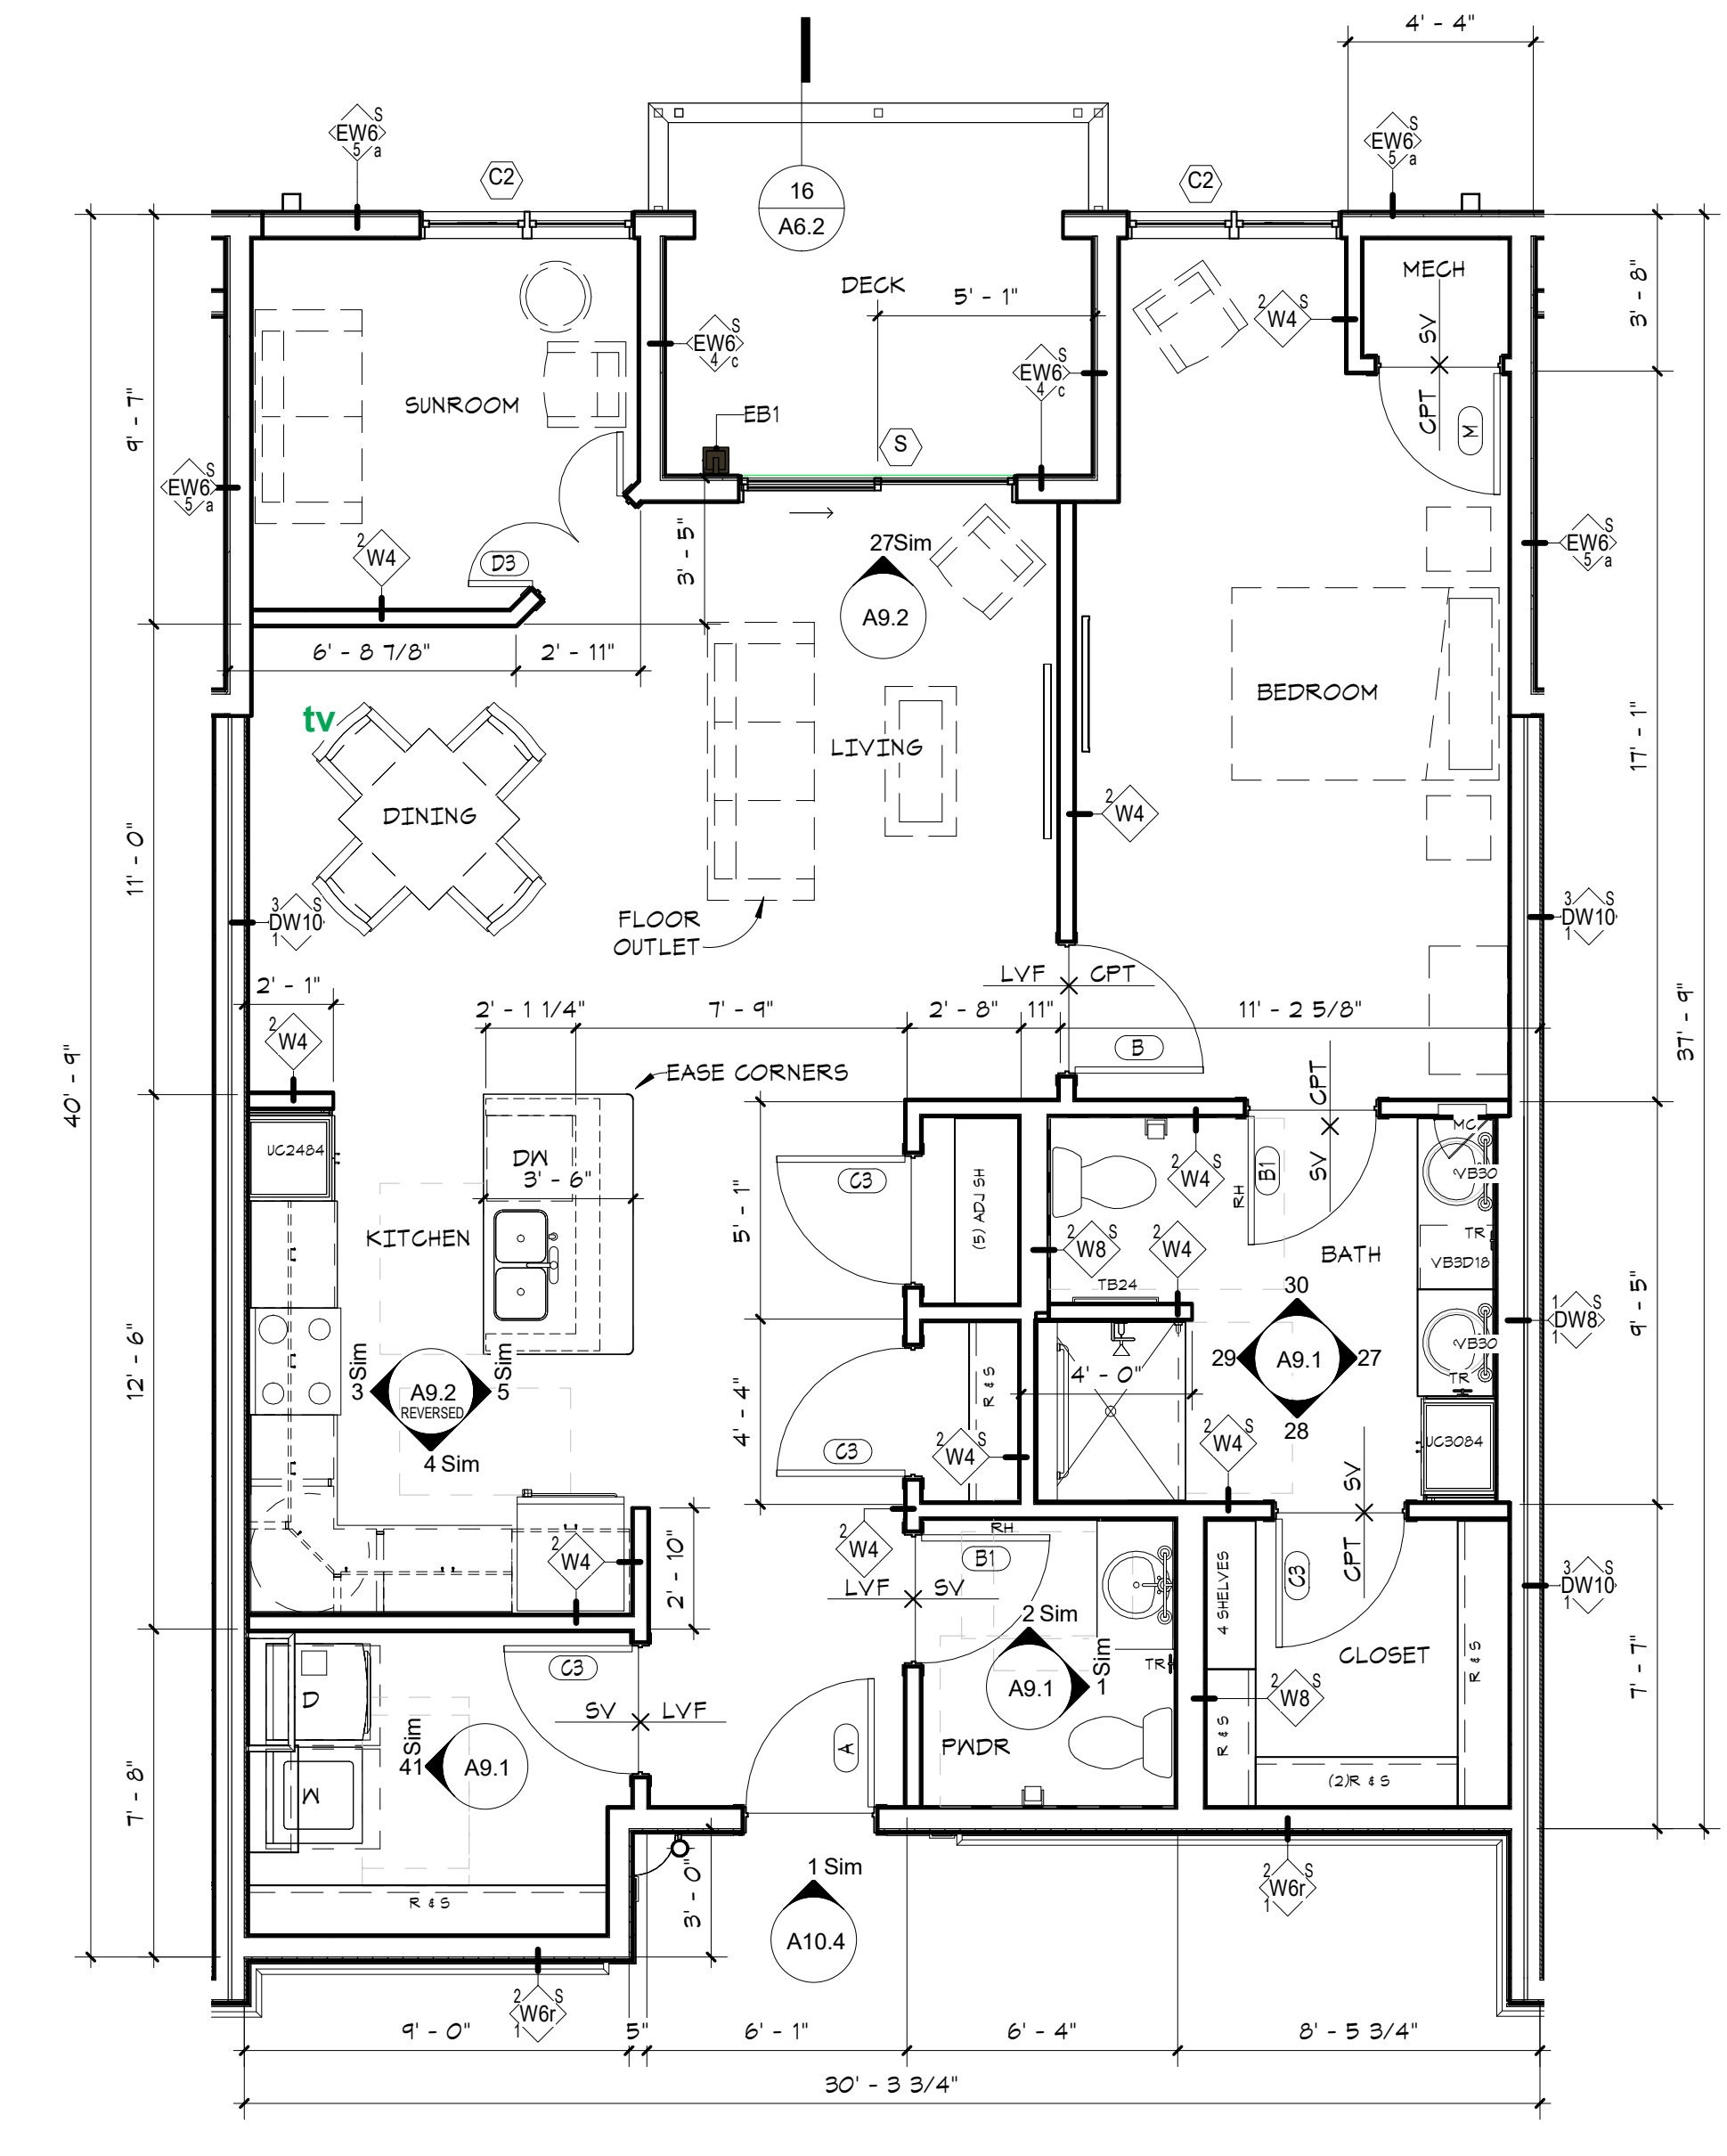 4' - 4"
S
EW6
5 a
S
EW6
5 a
C2
C2
16
A6.2
DECK
5' - 1"
MECH
2 S
W4
SV
CPT
M
3' - 8"
S
EW6
4 c
S
EW6
4 c
SUNROOM
EB1
S
9' - 7"
S
EW6
5 a
S
EW6
5 a
2
W4
D3
3' - 5"
27Sim
A9.2
6' - 8 7/8"
2' - 11"
BEDROOM
17' - 1"
tv
LIVING
DINING
2
W4
11' - 0"
3 S
DW10
1
FLOOR
OUTLET
3 S
DW10
1
LVF
CPT
2' - 1"
2' - 1 1/4"
7' - 9"
2' - 8"
11"
11' - 2 5/8"
2
W4
B
40' - 9"
37' - 9"
EASE CORNERS
CPT
SV
MC
UC2484
DW
3' - 6"
C3
(5) ADJ SH
2 S
W4
RH
B1
VB30
5' - 1"
KITCHEN
2 S
W8
2
W4
BATH
TR
VB3D18
TB24
30
9' - 5"
1 S
DW8
1
12' - 6"
3 Sim
A9.2
REVERSED
5 Sim
4 Sim
R & S
4' - 0"
29
A9.1
27
28
VB30
TR
4' - 4"
C3
2 S
W4
2 S
W4
UC3084
SV
CPT
2
W4
2' - 10"
2
W4
RH
B1
LVF
SV
2 Sim
4 SHELVES
C3
3 S
DW10
1
C3
A9.1
1 Sim
TR
CLOSET
R & S
7' - 7"
D
SV
LVF
2 S
W8
A
PWDR
R & S
W
41 Sim
A9.1
(2)R & S
7' - 8"
R & S
3' - 0"
1 Sim
A10.4
2 S
W6r
1
2 S
W6r
1
9' - 0"
5"
6' - 1"
6' - 4"
8' - 5 3/4"
30' - 3 3/4"